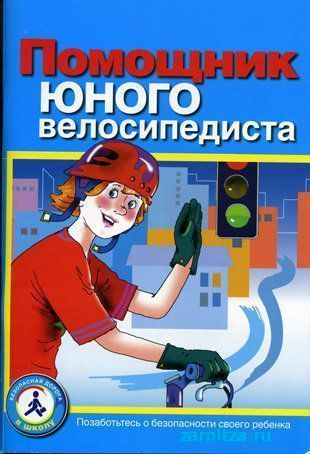 Помощник
ЮНОГО
велосипедиста
БЕЗОПАСНАЯ ДОРОГА
В ШКОЛУ
Позаботьтесь о безопасности своего ребенка
zarnitza.ru